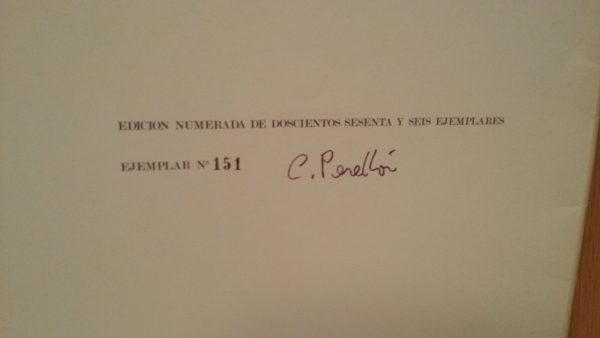 EDICION NUMERADA DE DOSCIENTOS SESENTA Y SEIS EJEMPLARES
EJEMPLAR Nº 151 C. Perellón